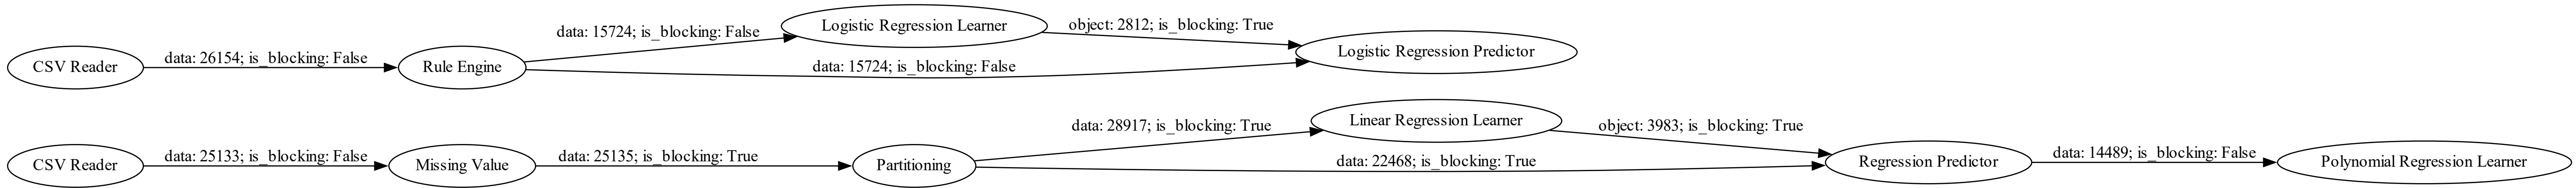 CSV Reader
data: 26154; is_blocking: False
Rule Engine
data: 15724; is_blocking: False
Logistic Regression Learner
object: 2812; is_blocking: True
data: 15724; is_blocking: False
Logistic Regression Predictor
CSV Reader
data: 25133; is_blocking: False
Missing Value
data: 25135; is_blocking: True
Partitioning
data: 28917; is_blocking: True
Linear Regression Learner
object: 3983; is_blocking: True
data: 22468; is_blocking: True
Regression Predictor
data: 14489; is_blocking: False
Polynomial Regression Learner